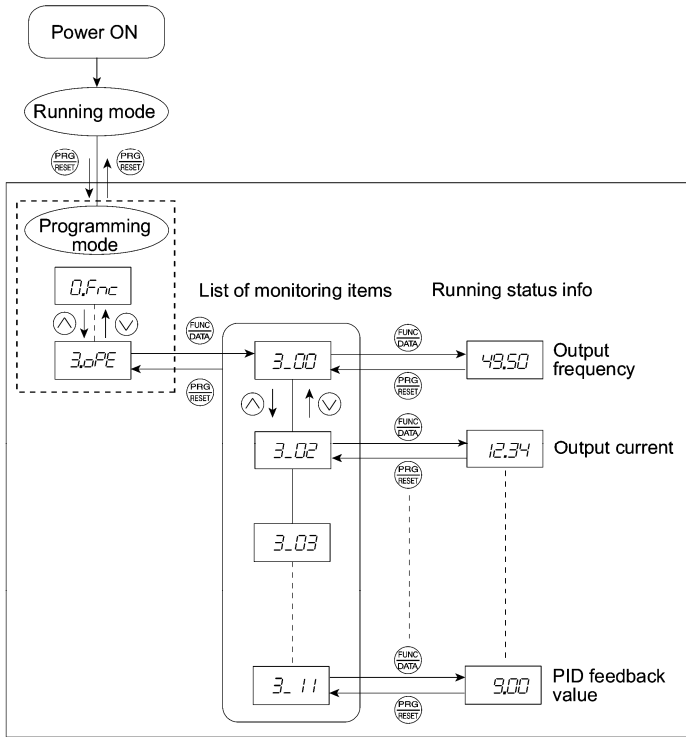 Power ON
Running mode
PRG
RESET
PRG
RESET
Programming
mode
0.Fnc
3.oPE
List of monitoring items
Running status info
FUNC
DATA
PRG
RESET
3_00
FUNC
DATA
PRG
RESET
49.50
Output
frequency
3_02
FUNC
DATA
PRG
RESET
12.34
Output current
3_03
3_11
FUNC
DATA
PRG
RESET
9.00
PID feedback
value